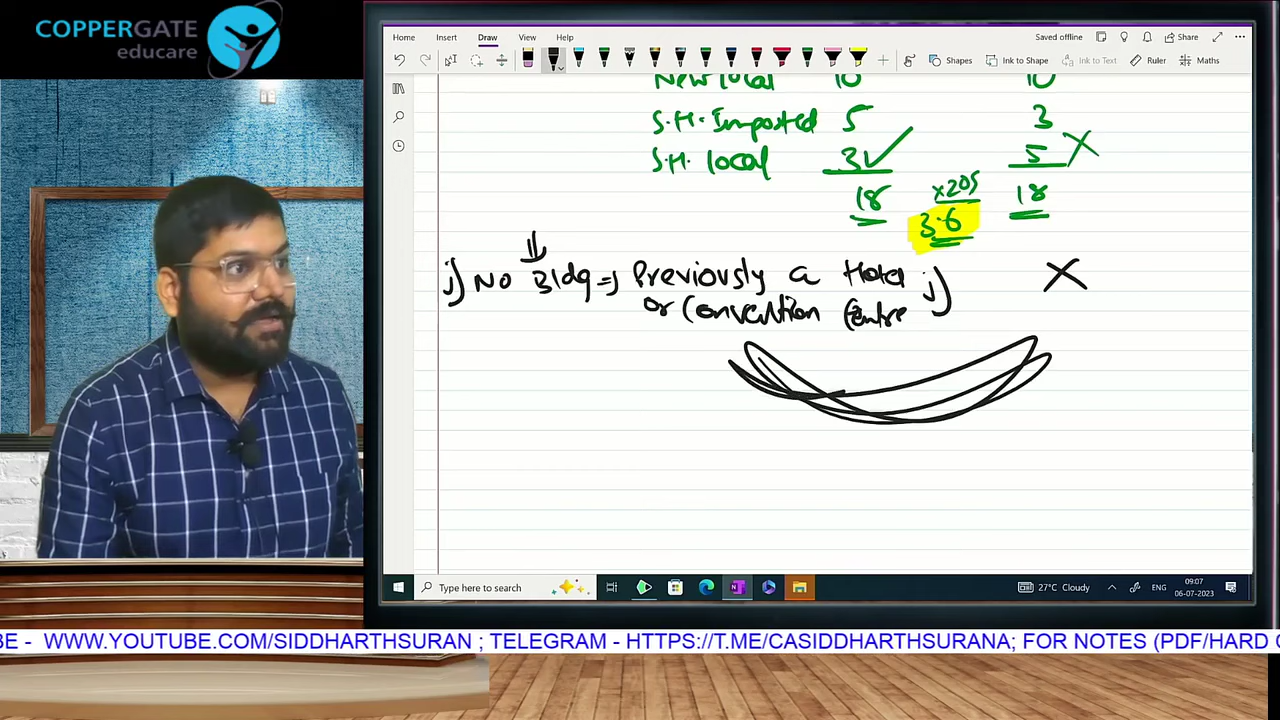 COPPERGATE
educare
Home Insert Draw View Help
Saved offline
Share
Shapes
Ink to Shape
Ink to Text
Ruler
Maths
New local 10 10
S.H. Imported 5 3
S.H. local 3 5
18 ×20% 18
3.6
j) No Bldg => Previously a Hotel
or Convention Centre
Type here to search
27°C Cloudy
ENG
09:07
06-07-2023
BE - WWW.YOUTUBE.COM/SIDDHARTHSURAN ; TELEGRAM - HTTPS://T.ME/CASIDDHARTHSURANA; FOR NOTES (PDF/HARD C